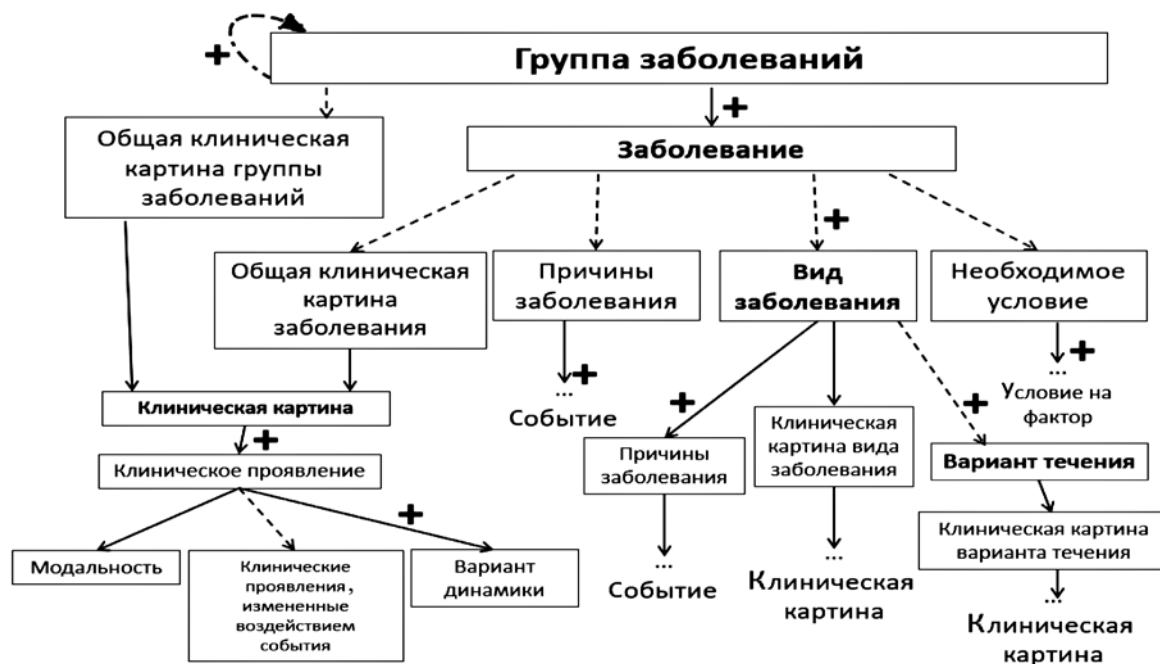 +
Группа заболеваний
+
Общая клиническая
картина группы
заболеваний
Заболевание
+
Общая клиническая
картина
заболевания
Причины
заболевания
Вид
заболевания
Необходимое
условие
+
...
Событие
+
...
Условие на
фактор
Клиническая картина
+
Клиническое проявление
+
Модальность
Клинические
проявления,
измененные
воздействием
события
Вариант
динамики
+
Причины
заболевания
...
Событие
Клиническая
картина вида
заболевания
...
Клиническая
картина
+
Вариант течения
Клиническая картина
варианта течения
...
Клиническая
картина